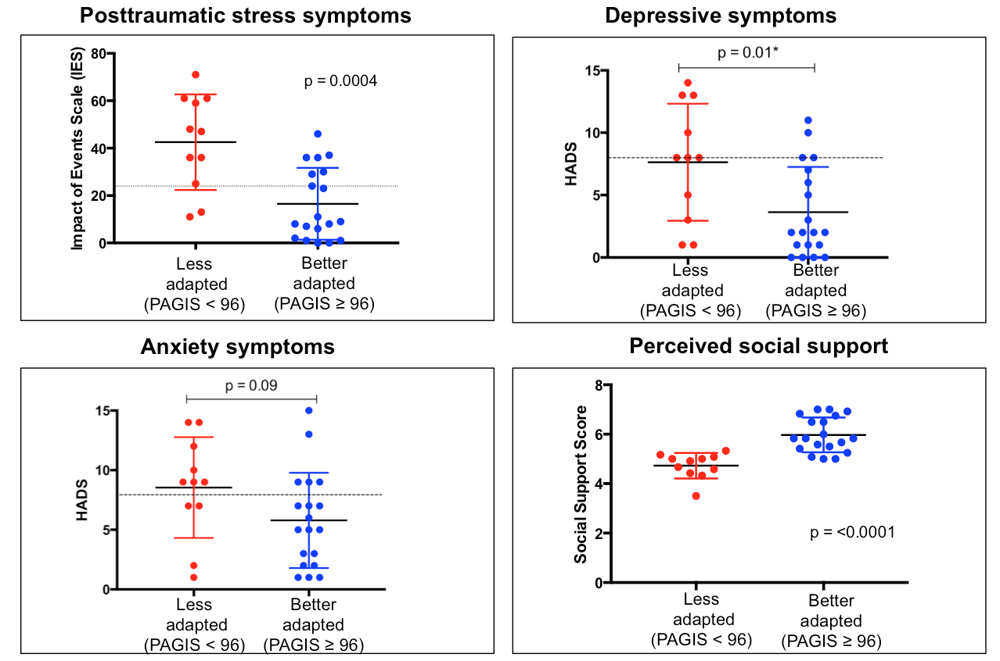 Posttraumatic stress symptoms
Impact of Events Scale (IES)
80
60
40
20
0
p = 0.0004
Less
adapted
(PAGIS < 96)
Better
adapted
(PAGIS ≥ 96)
Depressive symptoms
p = 0.01*
HADS
15
10
5
0
Less
adapted
(PAGIS < 96)
Better
adapted
(PAGIS ≥ 96)
Anxiety symptoms
p = 0.09
HADS
15
10
5
0
Less
adapted
(PAGIS < 96)
Better
adapted
(PAGIS ≥ 96)
Perceived social support
Social Support Score
8
6
4
2
0
p = <0.0001
Less
adapted
(PAGIS < 96)
Better
adapted
(PAGIS ≥ 96)